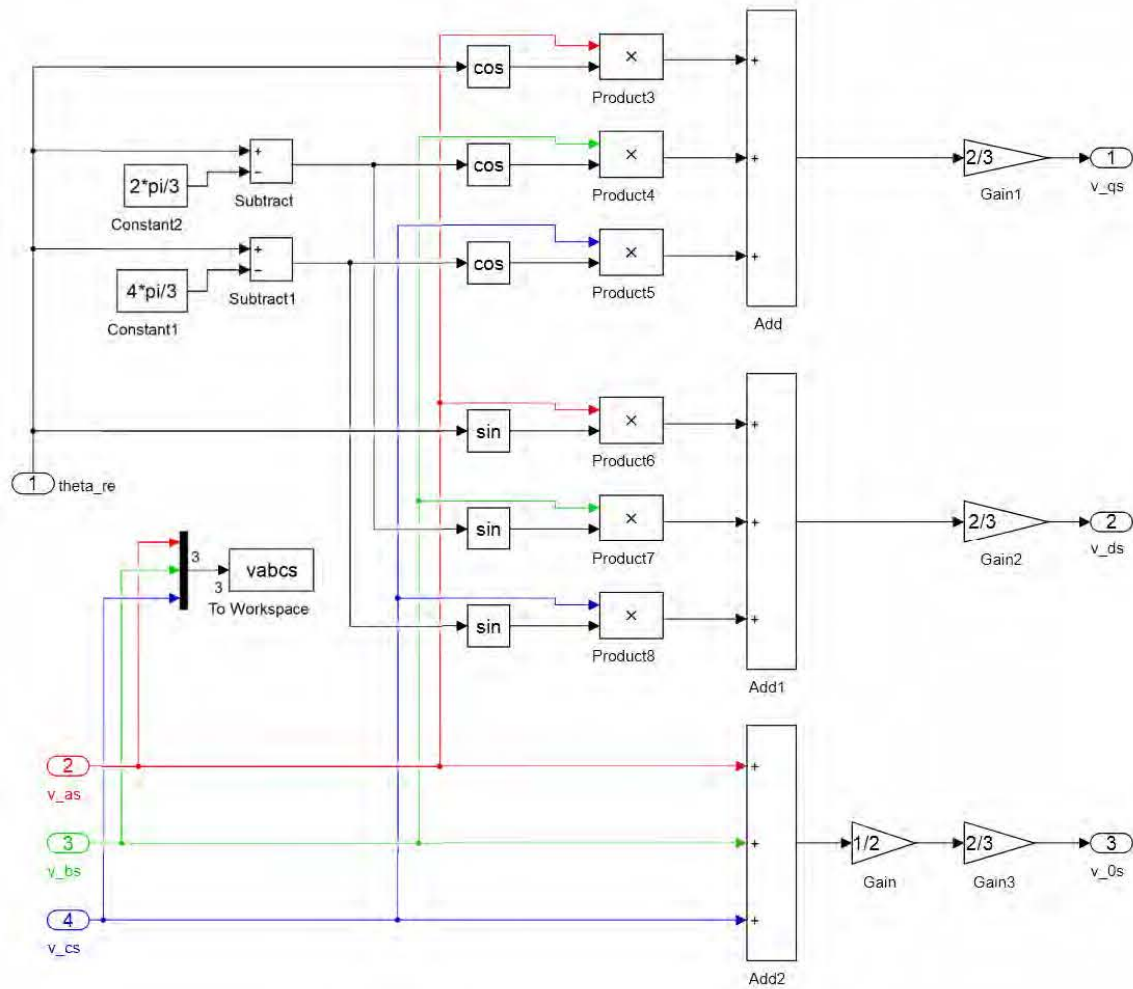 cos
×
Product3
+
+
−
2*pi/3
Constant2
Subtract
cos
×
Product4
+
2/3
Gain1
1
v_qs
+
−
4*pi/3
Constant1
Subtract1
cos
×
Product5
+
Add
sin
×
Product6
+
1
theta_re
sin
×
Product7
+
2/3
Gain2
2
v_ds
3
3
vabcs
To Workspace
sin
×
Product8
+
Add1
2
v_as
+
3
v_bs
+
1/2
Gain
2/3
Gain3
3
v_0s
4
v_cs
+
Add2